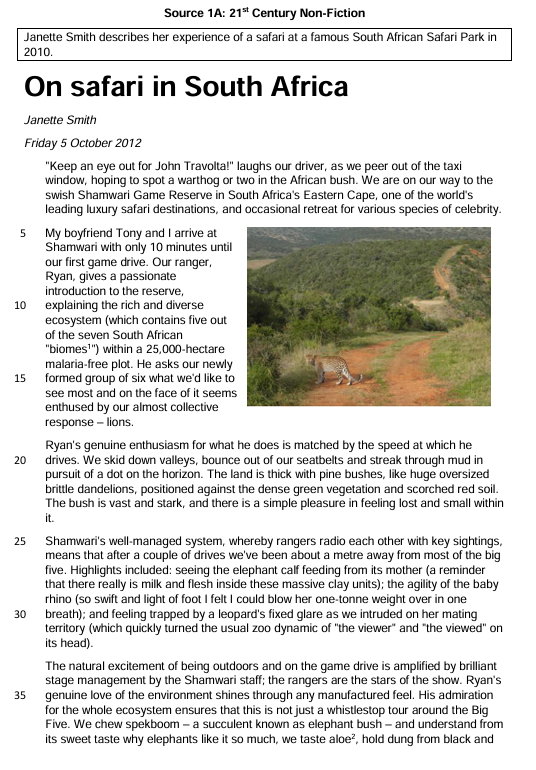 Source 1A: 21st Century Non-Fiction
Janette Smith describes her experience of a safari at a famous South African Safari Park in
2010.
On safari in South Africa
Janette Smith
Friday 5 October 2012
"Keep an eye out for John Travolta!" laughs our driver, as we peer out of the taxi
window, hoping to spot a warthog or two in the African bush. We are on our way to the
swish Shamwari Game Reserve in South Africa's Eastern Cape, one of the world's
leading luxury safari destinations, and occasional retreat for various species of celebrity.
5 My boyfriend Tony and I arrive at
Shamwari with only 10 minutes until
our first game drive. Our ranger,
Ryan, gives a passionate
introduction to the reserve,
10 explaining the rich and diverse
ecosystem (which contains five out
of the seven South African
"biomes¹") within a 25,000-hectare
malaria-free plot. He asks our newly
15 formed group of six what we'd like to
see most and on the face of it seems
enthused by our almost collective
response – lions.
Ryan's genuine enthusiasm for what he does is matched by the speed at which he
20 drives. We skid down valleys, bounce out of our seatbelts and streak through mud in
pursuit of a dot on the horizon. The land is thick with pine bushes, like huge oversized
brittle dandelions, positioned against the dense green vegetation and scorched red soil.
The bush is vast and stark, and there is a simple pleasure in feeling lost and small within
it.
25 Shamwari's well-managed system, whereby rangers radio each other with key sightings,
means that after a couple of drives we've been about a metre away from most of the big
five. Highlights included: seeing the elephant calf feeding from its mother (a reminder
that there really is milk and flesh inside these massive clay units); the agility of the baby
rhino (so swift and light of foot I felt I could blow her one-tonne weight over in one
30 breath); and feeling trapped by a leopard's fixed glare as we intruded on her mating
territory (which quickly turned the usual zoo dynamic of "the viewer" and "the viewed" on
its head).
The natural excitement of being outdoors and on the game drive is amplified by brilliant
stage management by the Shamwari staff; the rangers are the stars of the show. Ryan's
35 genuine love of the environment shines through any manufactured feel. His admiration
for the whole ecosystem ensures that this is not just a whistlestop tour around the Big
Five. We chew spekboom – a succulent known as elephant bush – and understand from
its sweet taste why elephants like it so much, we taste aloe², hold dung from black and